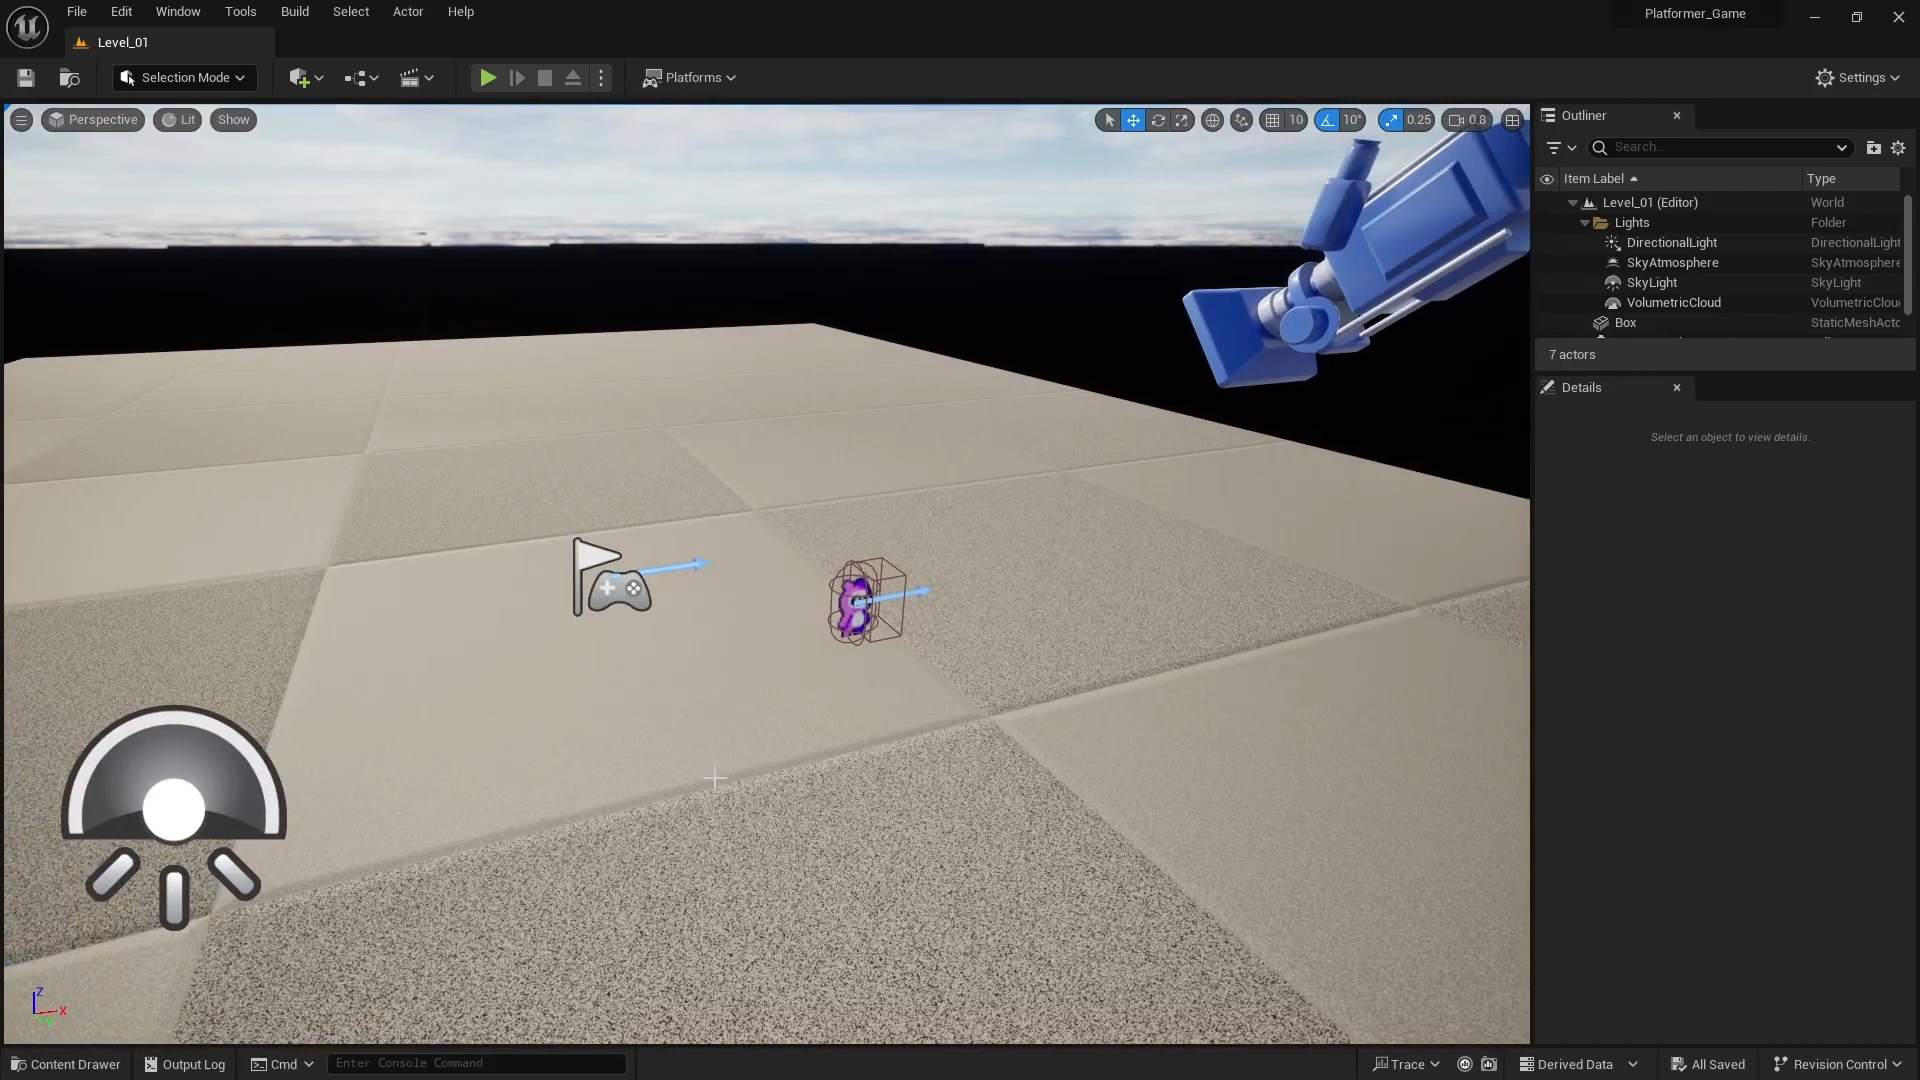 File Edit Window Tools Build Select Actor Help
Platformer_Game
Level_01
Selection Mode
Platforms
Settings
Perspective Lit Show
10 10° 0.25 0.8
Outliner
Search...
Item Label Type
Level_01 (Editor) World
Lights Folder
DirectionalLight DirectionalLight
SkyAtmosphere SkyAtmosphere
SkyLight SkyLight
VolumetricCloud VolumetricClou
Box StaticMeshActo
7 actors
Details
Select an object to view details.
Z
X
Y
Content Drawer Output Log Cmd Enter Console Command
Trace Derived Data All Saved Revision Control